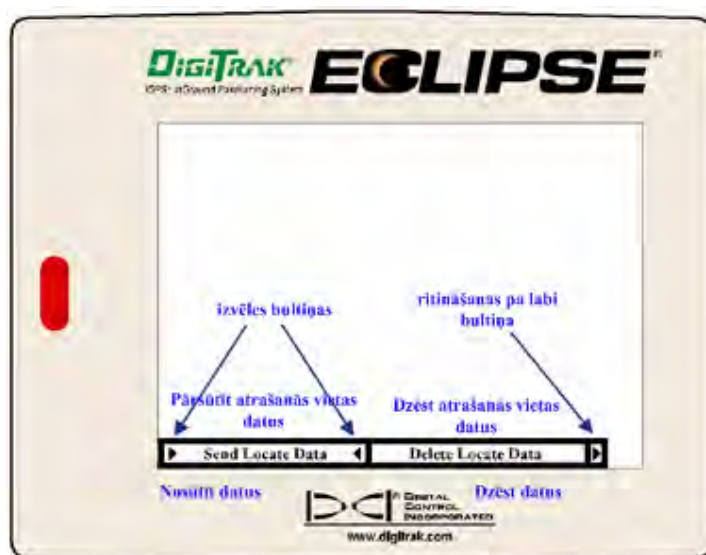 DIGITRAK® ECLIPSE®
iGPS® inGround Positioning System
izvēles bultiņas
ritināšanas pa labi
bultiņa
Pārsūtīt atrašanās vietas
datus
Dzēst atrašanās vietas
datus
Send Locate Data
Delete Locate Data
Nosūtīt datus
Dzēst datus
DIGITAL
CONTROL
INCORPORATED
www.digitrak.com